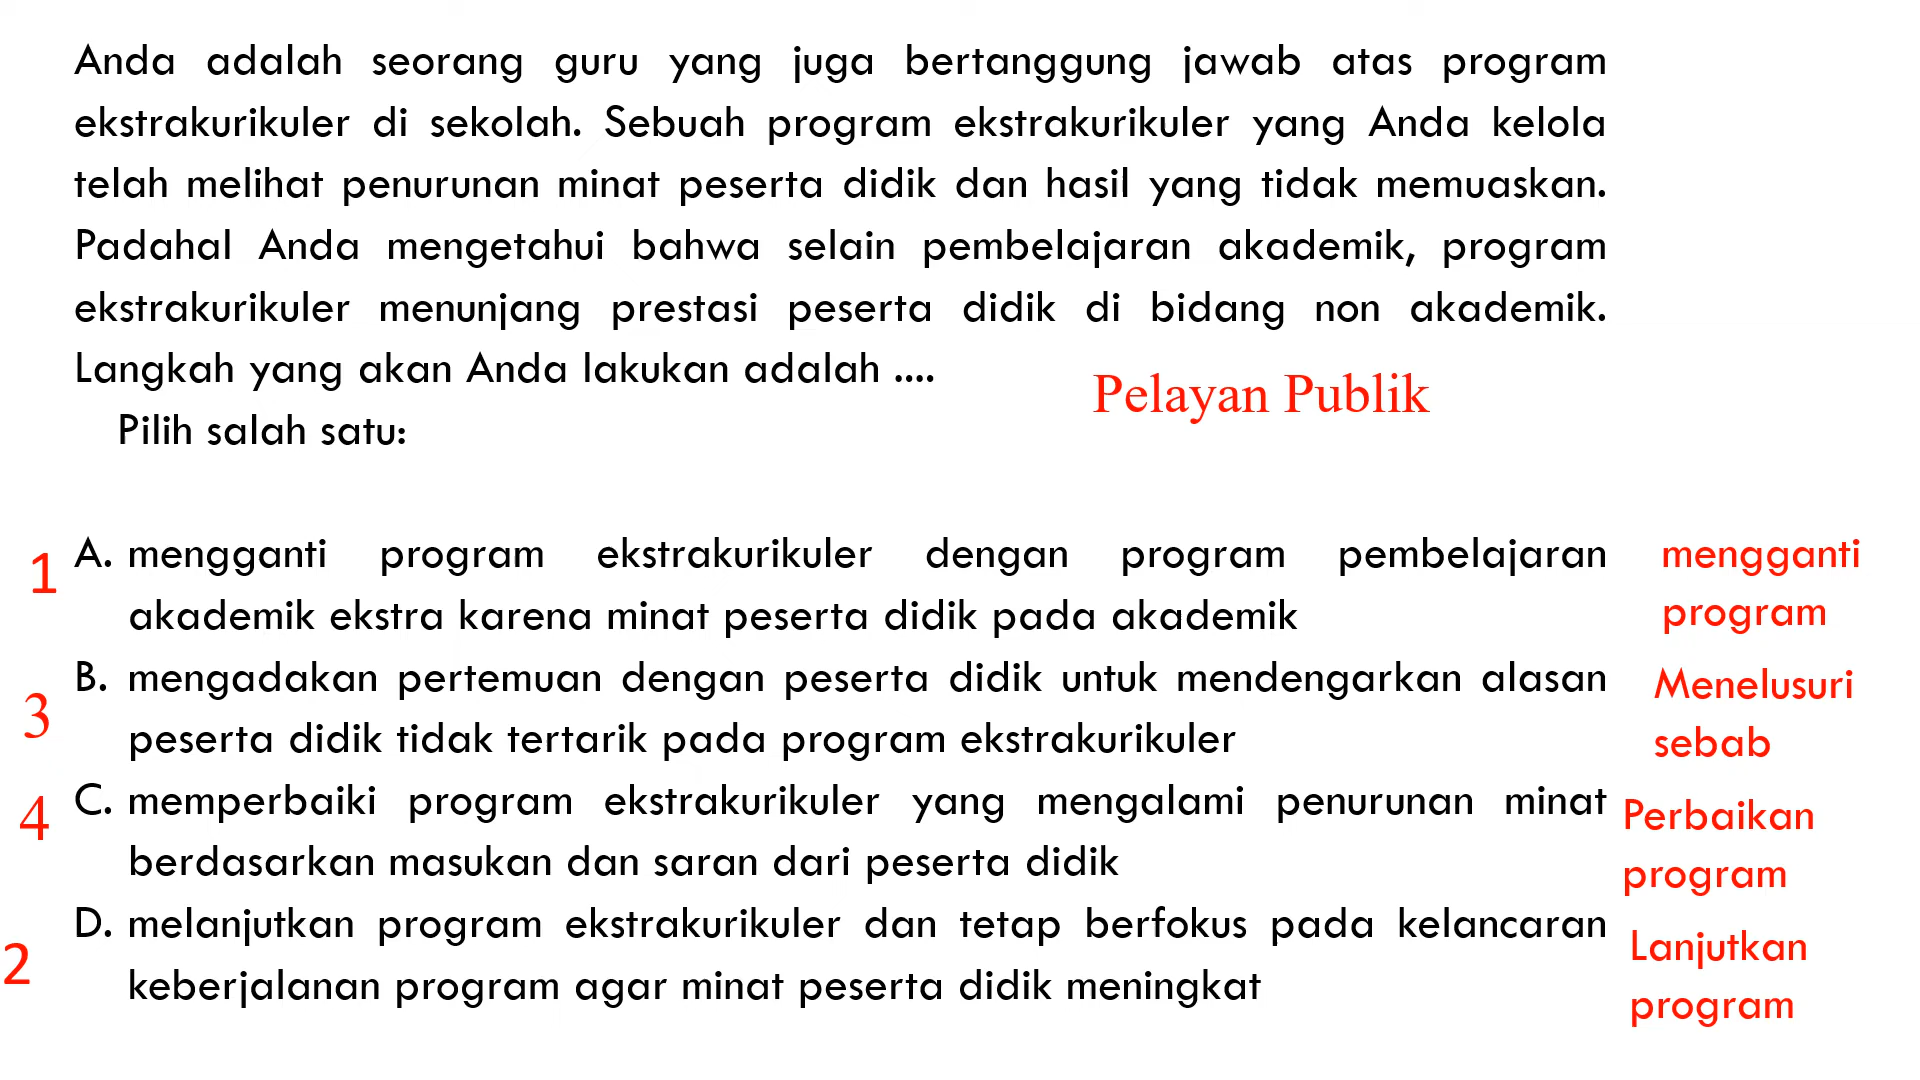 Anda adalah seorang guru yang juga bertanggung jawab atas program
ekstrakurikuler di sekolah. Sebuah program ekstrakurikuler yang Anda kelola
telah melihat penurunan minat peserta didik dan hasil yang tidak memuaskan.
Padahal Anda mengetahui bahwa selain pembelajaran akademik, program
ekstrakurikuler menunjang prestasi peserta didik di bidang non akademik.
Langkah yang akan Anda lakukan adalah ....
Pelayan Publik
Pilih salah satu:
1 A. mengganti program ekstrakurikuler dengan program pembelajaran
akademik ekstra karena minat peserta didik pada akademik
mengganti
program
3 B. mengadakan pertemuan dengan peserta didik untuk mendengarkan alasan
peserta didik tidak tertarik pada program ekstrakurikuler
Menelusuri
sebab
4 C. memperbaiki program ekstrakurikuler yang mengalami penurunan minat
berdasarkan masukan dan saran dari peserta didik
Perbaikan
program
2 D. melanjutkan program ekstrakurikuler dan tetap berfokus pada kelancaran
keberjalanan program agar minat peserta didik meningkat
Lanjutkan
program